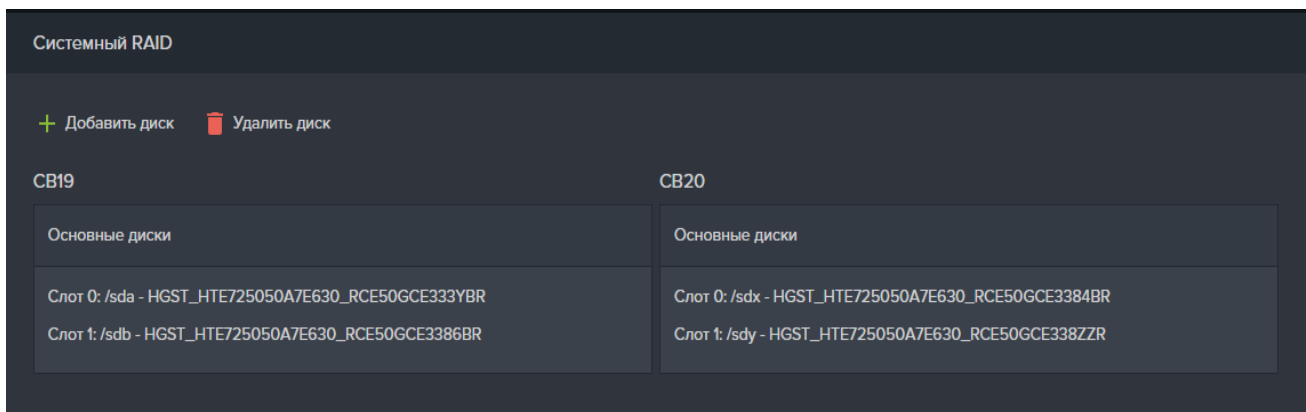 Системный RAID
Добавить диск Удалить диск
CB19
Основные диски
Слот 0: /sda - HGST_HTE725050A7E630_RCE50GCE333YBR
Слот 1: /sdb - HGST_HTE725050A7E630_RCE50GCE3386BR
CB20
Основные диски
Слот 0: /sdx - HGST_HTE725050A7E630_RCE50GCE3384BR
Слот 1: /sdy - HGST_HTE725050A7E630_RCE50GCE338ZZR